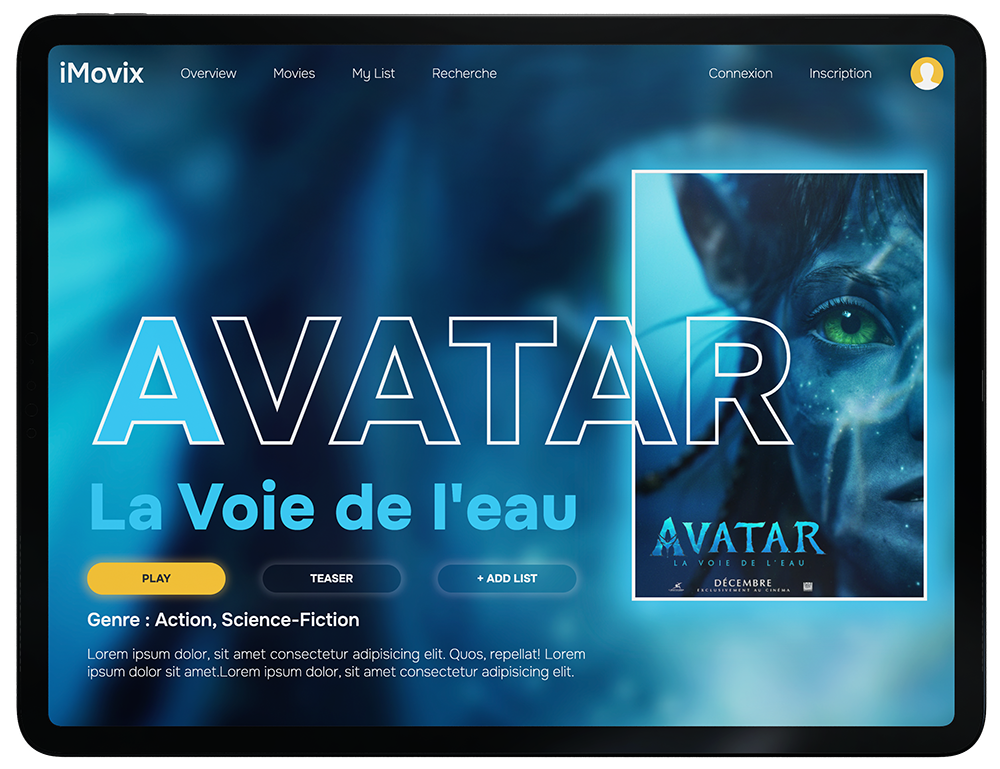 iMovix Overview Movies My List Recherche Connexion Inscription
AVATAR
La Voie de l'eau
PLAY TEASER + ADD LIST
Genre : Action, Science-Fiction
Lorem ipsum dolor, sit amet consectetur adipisicing elit. Quos, repellat! Lorem
ipsum dolor sit amet.Lorem ipsum dolor, sit amet consectetur adipisicing elit.
AVATAR
LA VOIE DE L'EAU
DÉCEMBRE
EXCLUSIVEMENT AU CINÉMA